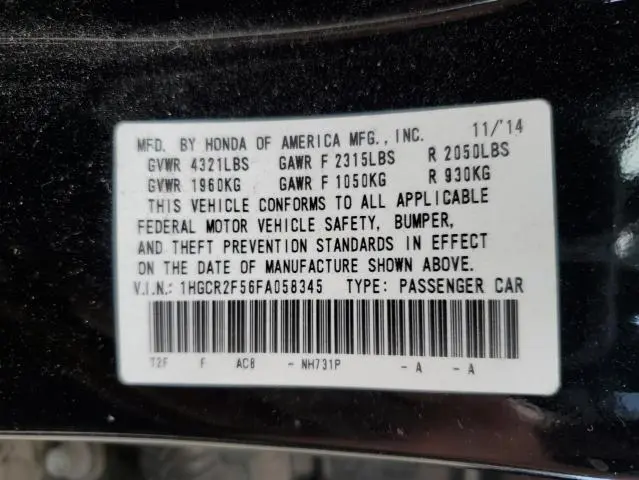 MFD. BY HONDA OF AMERICA MFG., INC. 11/'14
GVWR 4321LBS GAWR F 2315LBS R 2050LBS
GVWR 1960KG GAWR F 1050KG R 930KG
THIS VEHICLE CONFORMS TO ALL APPLICABLE
FEDERAL MOTOR VEHICLE SAFETY, BUMPER,
AND THEFT PREVENTION STANDARDS IN EFFECT
ON THE DATE OF MANUFACTURE SHOWN ABOVE.
V.I.N.: 1HGCR2F56FA058345 TYPE: PASSENGER CAR
T2F F AC8 - NH731P - A - A